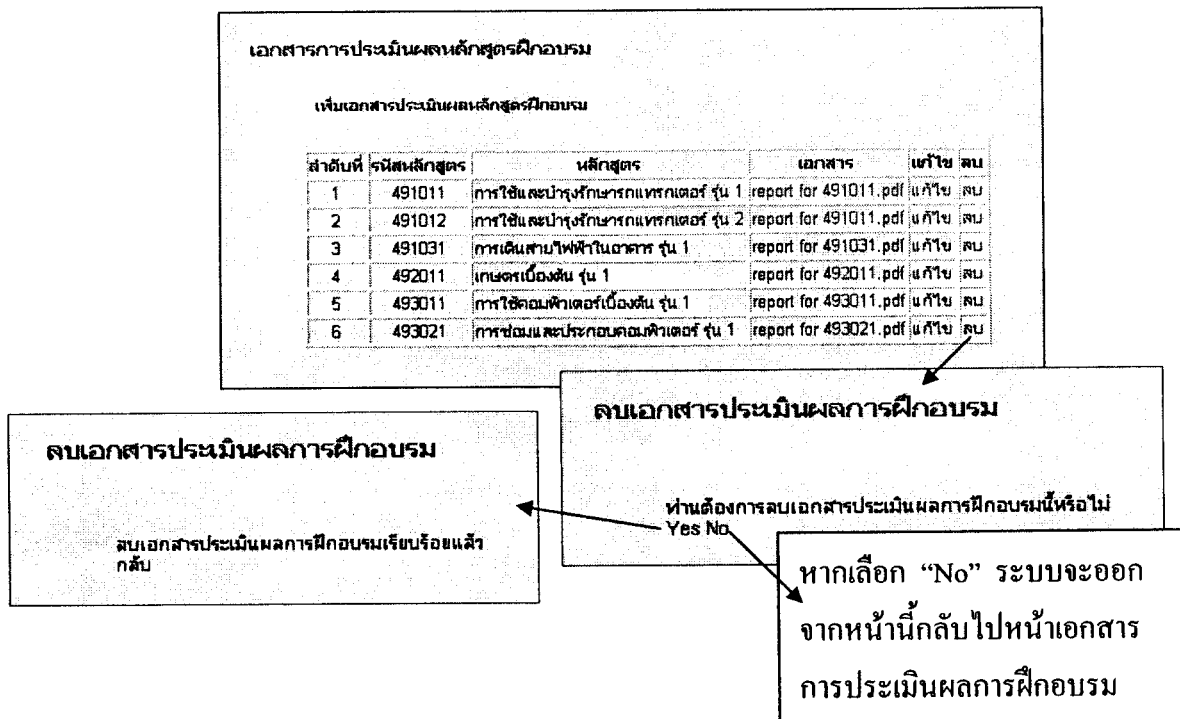 เอกสารการประเมินผลหลักสูตรฝึกอบรม
เพิ่มเอกสารประเมินผลหลักสูตรฝึกอบรม
ลำดับที่ รหัสหลักสูตร หลักสูตร เอกสาร แก้ไข ลบ
1 491011 การใช้และบำรุงรักษารถแทรกเตอร์ รุ่น 1 report for 491011.pdf แก้ไข ลบ
2 491012 การใช้และบำรุงรักษารถแทรกเตอร์ รุ่น 2 report for 491011.pdf แก้ไข ลบ
3 491031 การเดินสายไฟฟ้าในอาคาร รุ่น 1 report for 491031.pdf แก้ไข ลบ
4 492011 เกษตรเบื้องต้น รุ่น 1 report for 492011.pdf แก้ไข ลบ
5 493011 การใช้คอมพิวเตอร์เบื้องต้น รุ่น 1 report for 493011.pdf แก้ไข ลบ
6 493021 การซ่อมและประกอบคอมพิวเตอร์ รุ่น 1 report for 493021.pdf แก้ไข ลบ
ลบเอกสารประเมินผลการฝึกอบรม
ท่านต้องการลบเอกสารประเมินผลการฝึกอบรมนี้หรือไม่
Yes No
ลบเอกสารประเมินผลการฝึกอบรม
ลบเอกสารประเมินผลการฝึกอบรมเรียบร้อยแล้ว
กลับ
หากเลือก “No” ระบบจะออก
จากหน้านี้กลับไปหน้าเอกสาร
การประเมินผลการฝึกอบรม